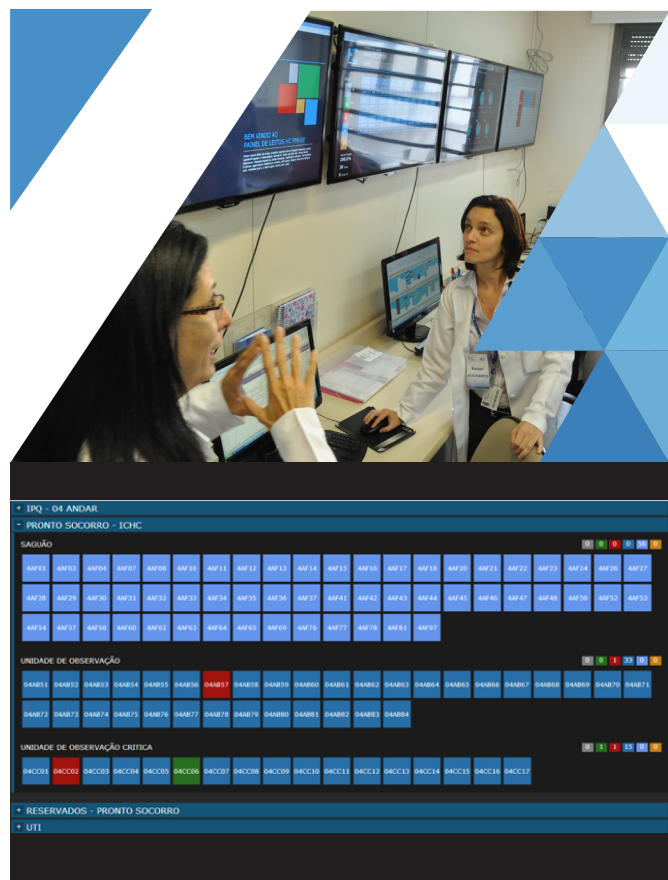 BEM VINDO AO
PAINEL DE LEITOS HC FMUSP
+ IPQ - 04 ANDAR
- PRONTO SOCORRO - ICHC
SAGUÃO 0 0 0 0 56 0
4AF01 4AF02 4AF04 4AF07 4AF08 4AF10 4AF11 4AF12 4AF13 4AF14 4AF15 4AF16 4AF17 4AF18 4AF20 4AF21 4AF22 4AF23 4AF24 4AF26 4AF27
4AF28 4AF29 4AF30 4AF31 4AF32 4AF33 4AF34 4AF35 4AF36 4AF37 4AF41 4AF42 4AF43 4AF44 4AF45 4AF46 4AF47 4AF48 4AF50 4AF52 4AF53
4AF54 4AF57 4AF58 4AF60 4AF62 4AF63 4AF64 4AF65 4AF69 4AF76 4AF77 4AF78 4AF81 4AF97
UNIDADE DE OBSERVAÇÃO 0 0 1 33 0 0
04AB51 04AB52 04AB53 04AB54 04AB55 04AB56 04AB57 04AB58 04AB59 04AB60 04AB61 04AB62 04AB63 04AB64 04AB65 04AB66 04AB67 04AB68 04AB69 04AB70 04AB71
04AB72 04AB73 04AB74 04AB75 04AB76 04AB77 04AB78 04AB79 04AB80 04AB81 04AB82 04AB83 04AB84
UNIDADE DE OBSERVAÇÃO CRITICA 0 1 1 15 0 0
04CC01 04CC02 04CC03 04CC04 04CC05 04CC06 04CC07 04CC08 04CC09 04CC10 04CC11 04CC12 04CC13 04CC14 04CC15 04CC16 04CC17
+ RESERVADOS - PRONTO SOCORRO
+ UTI